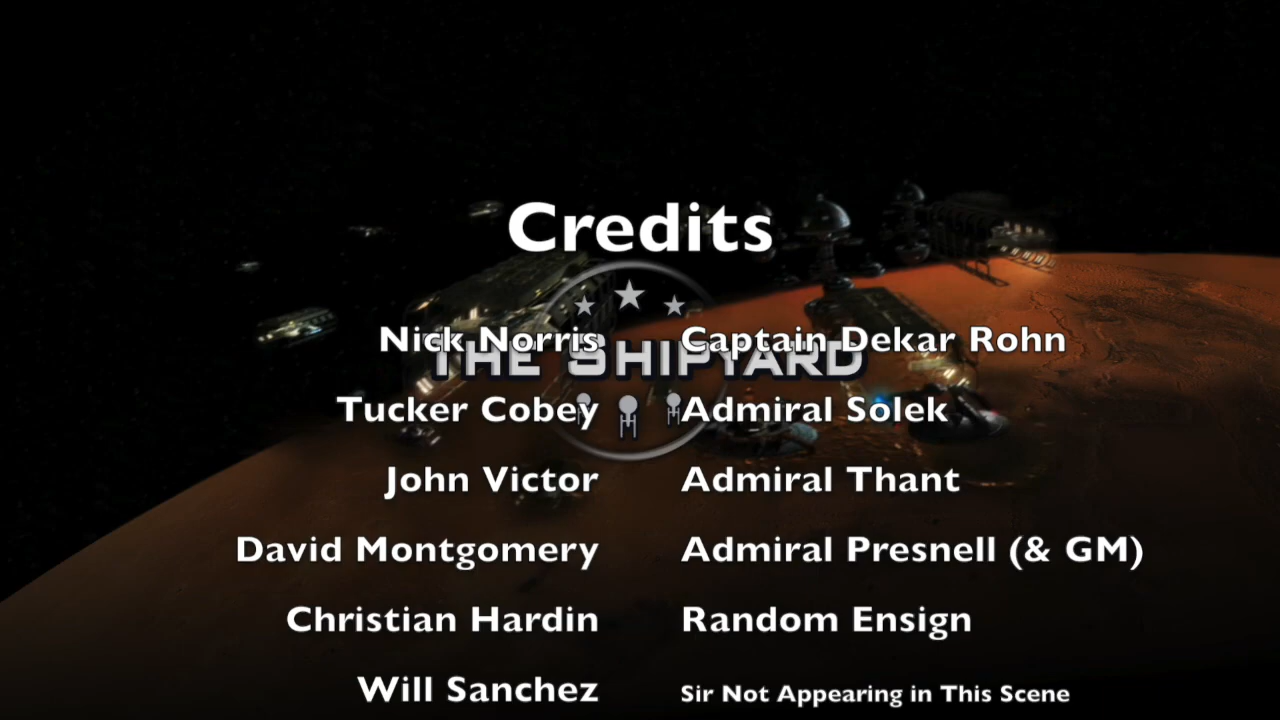 Credits
Nick Norris Captain Dekar Rohn
THE SHIPYARD
Tucker Cobey Admiral Solek
John Victor Admiral Thant
David Montgomery Admiral Presnell (& GM)
Christian Hardin Random Ensign
Will Sanchez Sir Not Appearing in This Scene